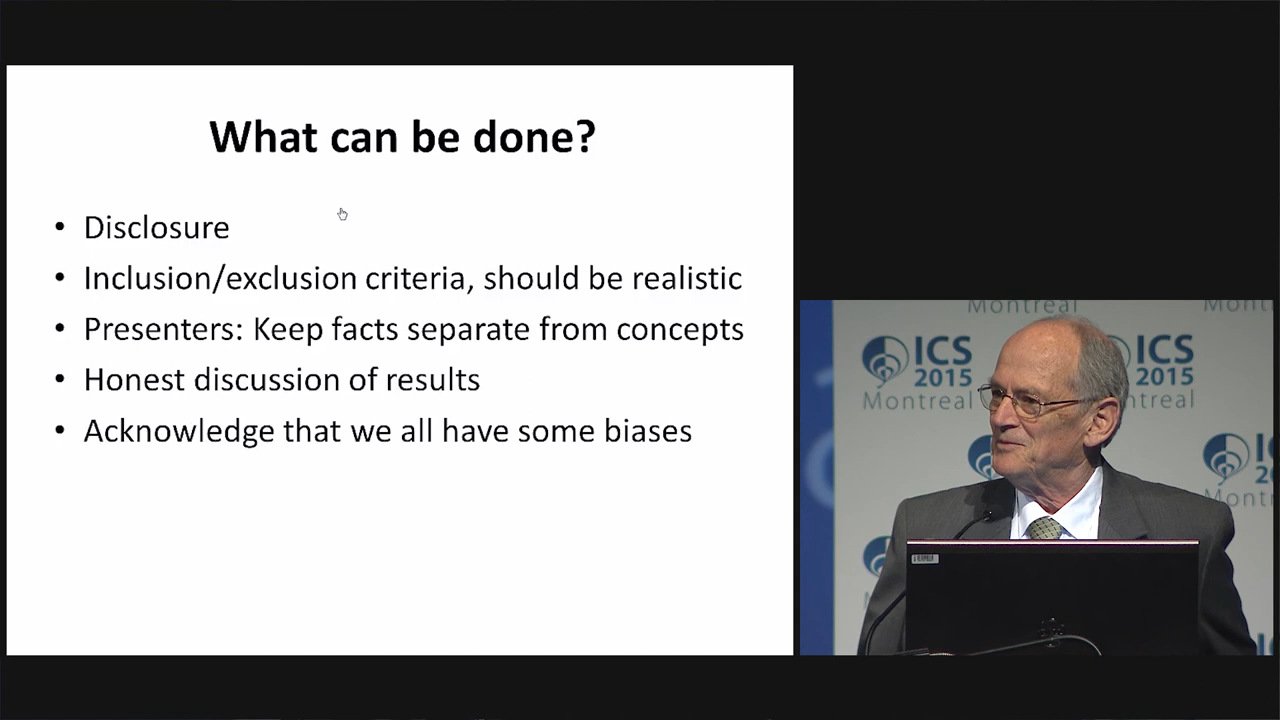 What can be done?
• Disclosure
• Inclusion/exclusion criteria, should be realistic
• Presenters: Keep facts separate from concepts
• Honest discussion of results
• Acknowledge that we all have some biases
Montreal
ICS
2015
Montreal
ICS
2015
ntreal